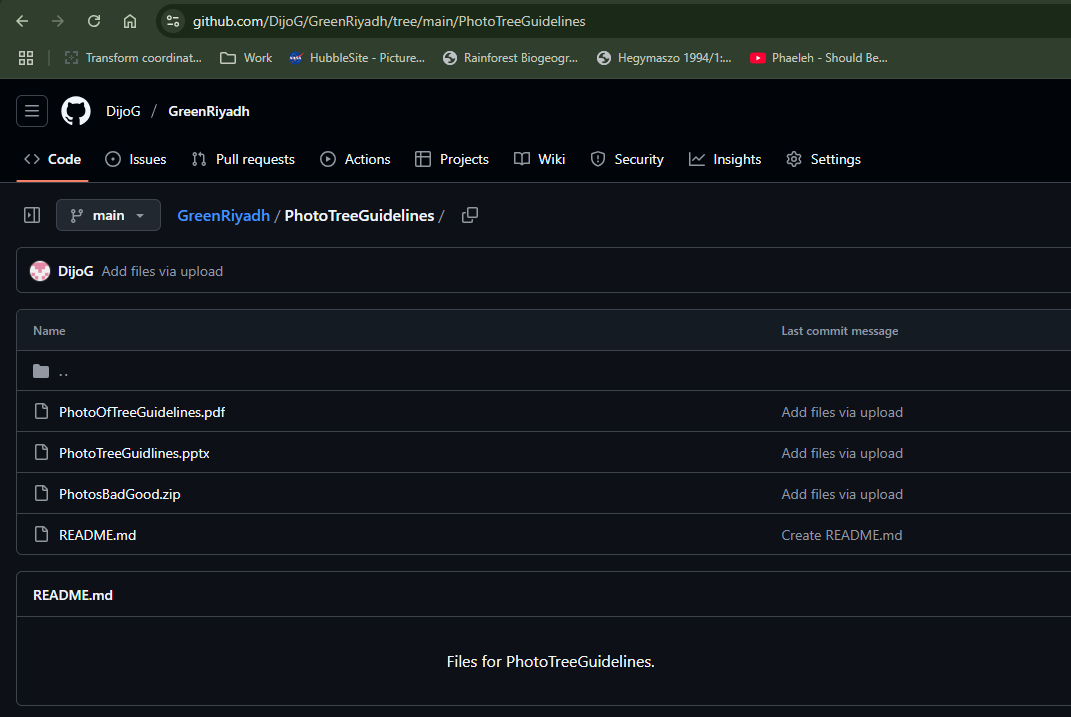 github.com/DijoG/GreenRiyadh/tree/main/PhotoTreeGuidelines
Transform coordinat... Work HubbleSite - Picture... Rainforest Biogeogr... Hegymaszo 1994/1:... Phaeleh - Should Be...
DijoG / GreenRiyadh
Code Issues Pull requests Actions Projects Wiki Security Insights Settings
main GreenRiyadh / PhotoTreeGuidelines /
DijoG Add files via upload
Name Last commit message
..
PhotoOfTreeGuidelines.pdf Add files via upload
PhotoTreeGuidlines.pptx Add files via upload
PhotosBadGood.zip Add files via upload
README.md Create README.md
README.md
Files for PhotoTreeGuidelines.